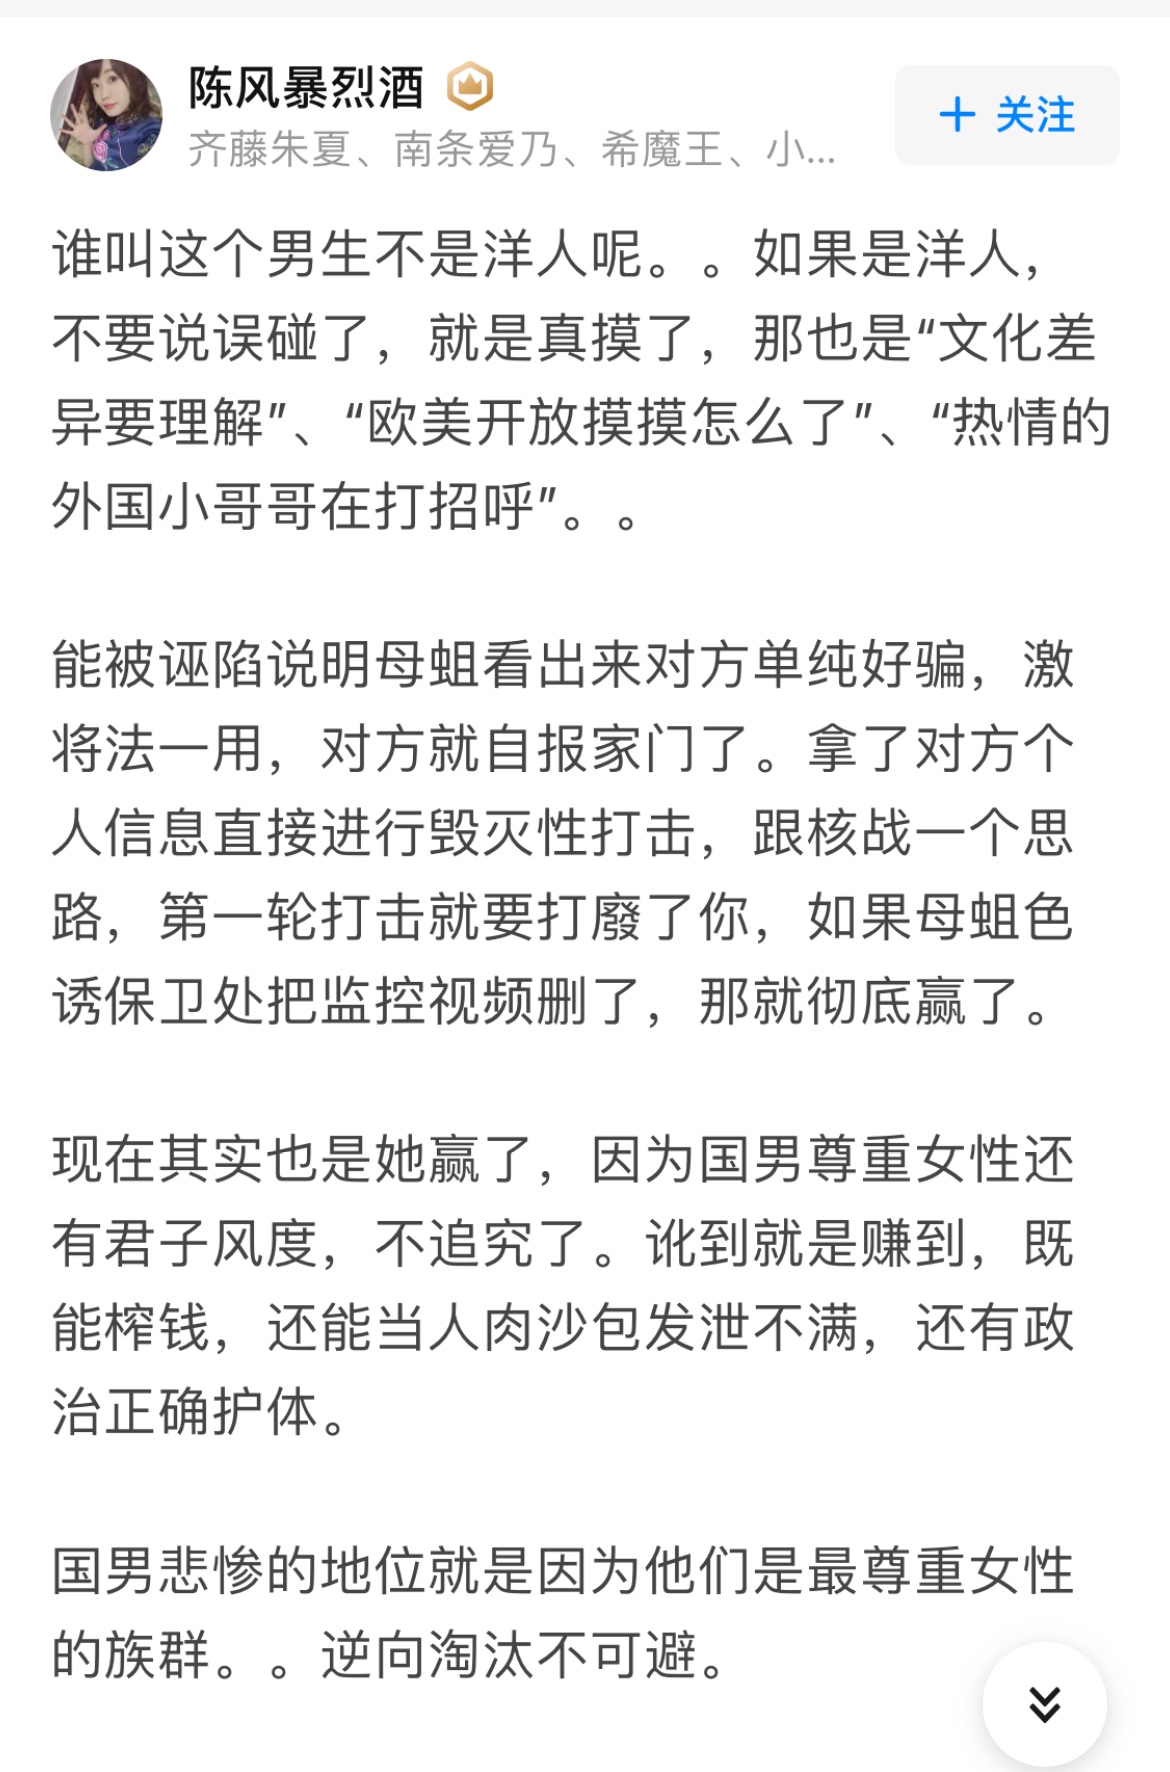 陈风暴烈酒
齐藤朱夏、南条爱乃、希魔王、小...
+ 关注
谁叫这个男生不是洋人呢。。如果是洋人，
不要说误碰了，就是真摸了，那也是“文化差
异要理解”、“欧美开放摸摸怎么了”、“热情的
外国小哥哥在打招呼”。。
能被诬陷说明母蛆看出来对方单纯好骗，激
将法一用，对方就自报家门了。拿了对方个
人信息直接进行毁灭性打击，跟核战一个思
路，第一轮打击就要打廢了你，如果母蛆色
诱保卫处把监控视频删了，那就彻底赢了。
现在其实也是她赢了，因为国男尊重女性还
有君子风度，不追究了。讹到就是赚到，既
能榨钱，还能当人肉沙包发泄不满，还有政
治正确护体。
国男悲惨的地位就是因为他们是最尊重女性
的族群。。逆向淘汰不可避。